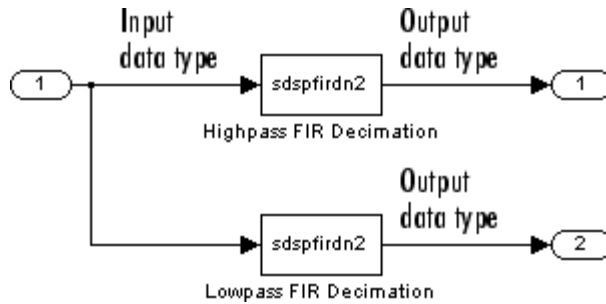 Input
data type
Output
data type
1
sdspfirdn2
1
Highpass FIR Decimation
Output
data type
sdspfirdn2
2
Lowpass FIR Decimation